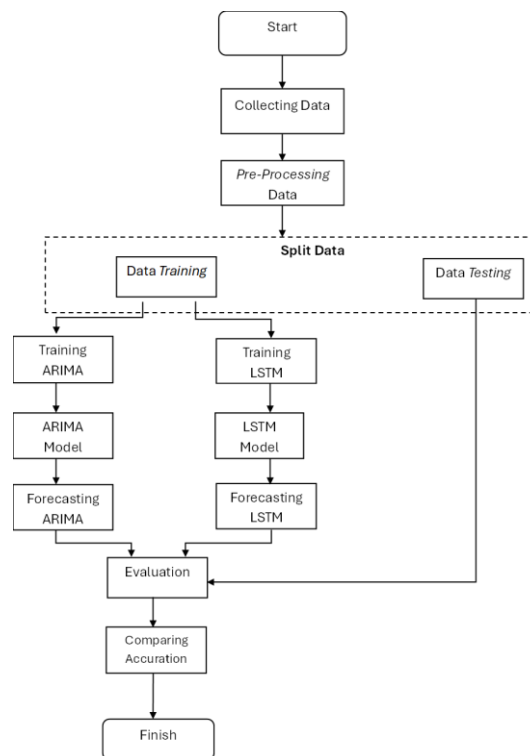 Start
Collecting Data
Pre-Processing
Data
Split Data
Data Training
Data Testing
Training
ARIMA
Training
LSTM
ARIMA
Model
LSTM
Model
Forecasting
ARIMA
Forecasting
LSTM
Evaluation
Comparing
Accuration
Finish